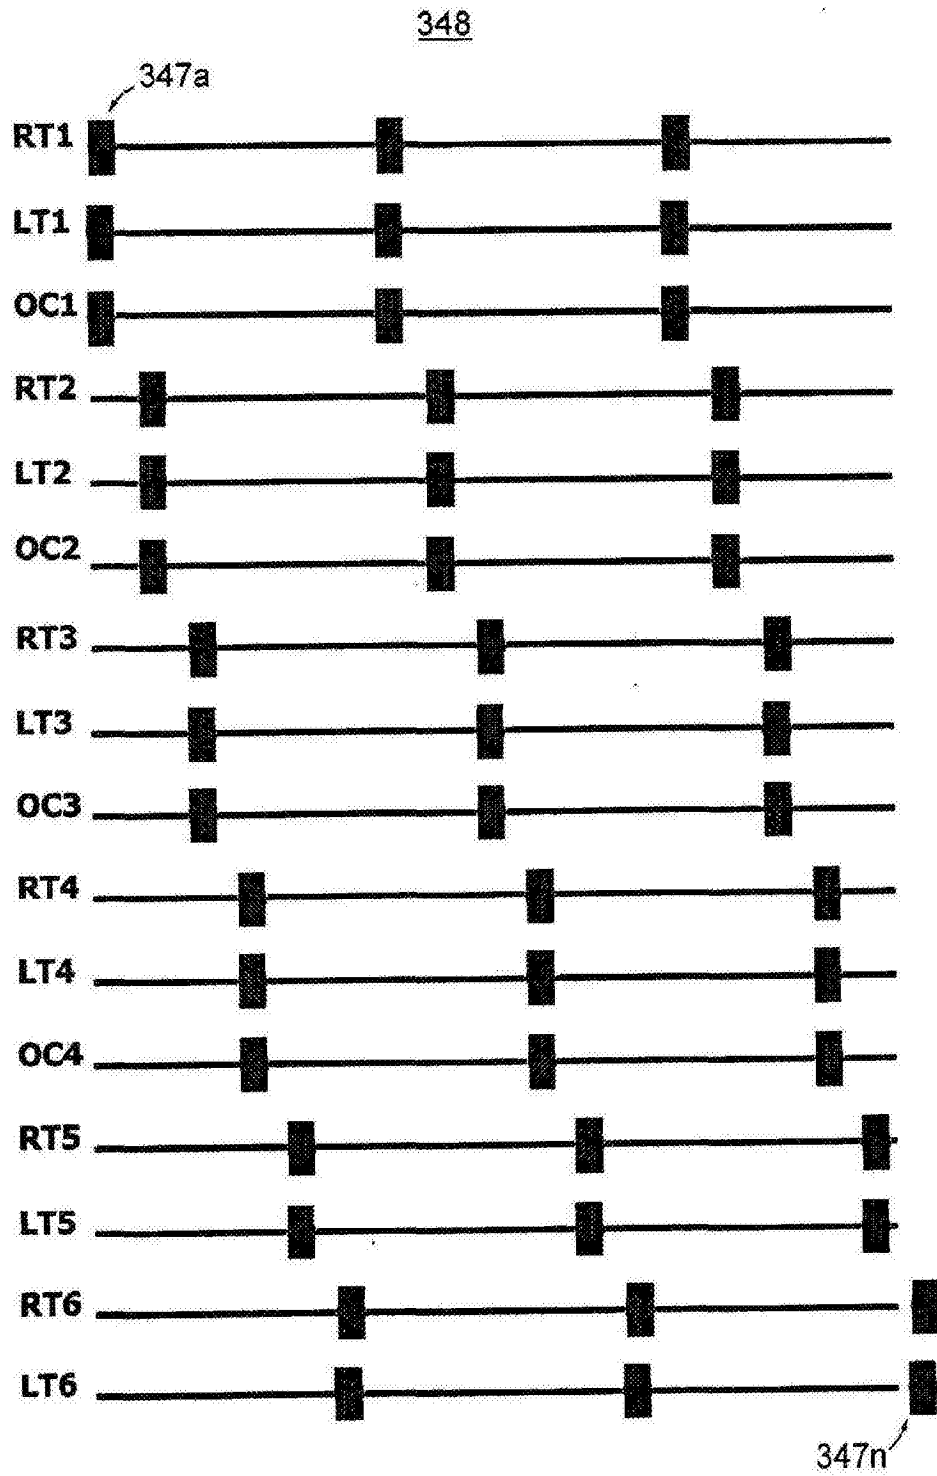 348
347a
RT1
LT1
OC1
RT2
LT2
OC2
RT3
LT3
OC3
RT4
LT4
OC4
RT5
LT5
RT6
LT6
347n